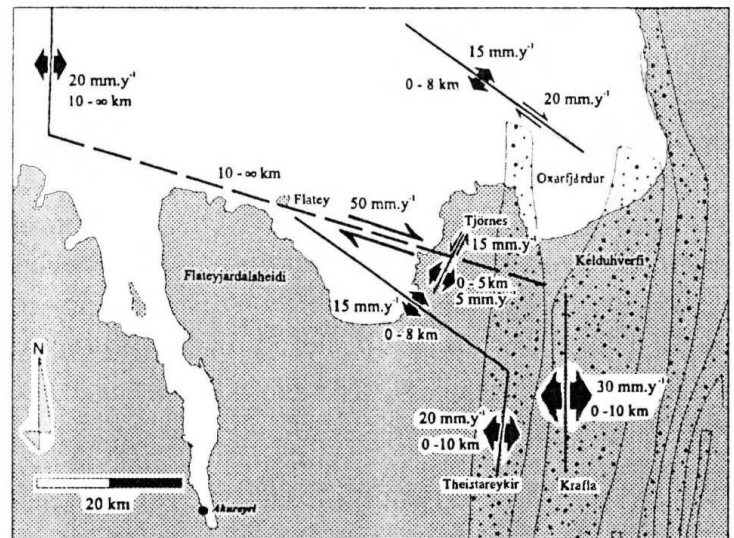 20 mm.y⁻¹
10 - ∞ km
15 mm.y⁻¹
0 - 8 km
20 mm.y⁻¹
Oxarfjördur
10 - ∞ km
Flatey
50 mm.y⁻¹
Tjörnes
15 mm.y⁻¹
Kelduhverfi
Flateyjardalsheidi
0 - 5 km
5 mm.y⁻¹
15 mm.y⁻¹
0 - 8 km
N
30 mm.y⁻¹
0 -10 km
20 mm.y⁻¹
0 -10 km
20 km
Theistareykir
Krafla
Akureyri